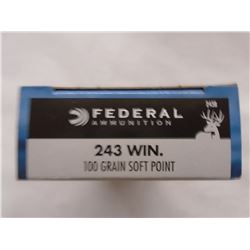 FEDERAL
AMMUNITION
243 WIN.
100 GRAIN SOFT POINT